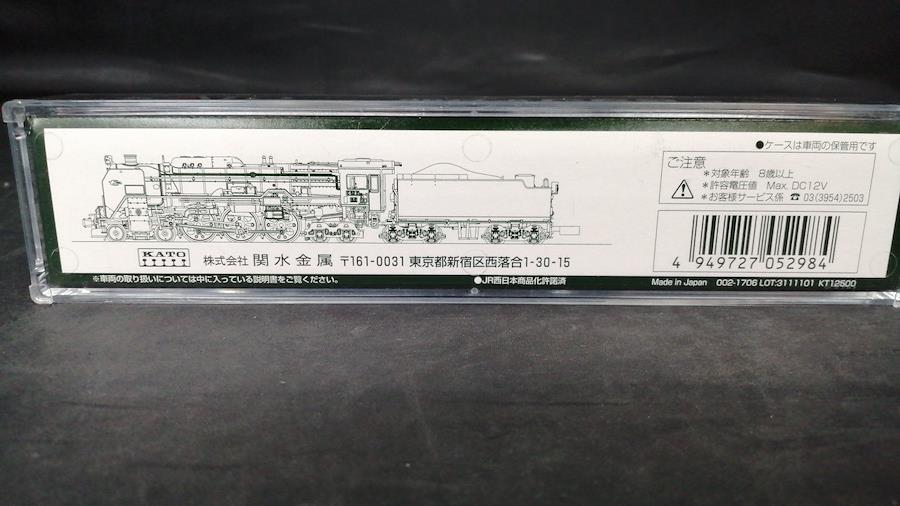 ●ケースは車両の保管用です
ご注意
*対象年齢 8歳以上
*許容電圧値 Max. DC12V
*お客様サービス係 ☎ 03(3954)2503
KATO
株式会社 関水金属 〒161-0031 東京都新宿区西落合1-30-15
4 949727 052984
※車両の取り扱いについては中に入っている説明書をご覧ください。
●JR西日本商品化許諾済
Made in Japan 002-1706 LOT:3111101 KT12500